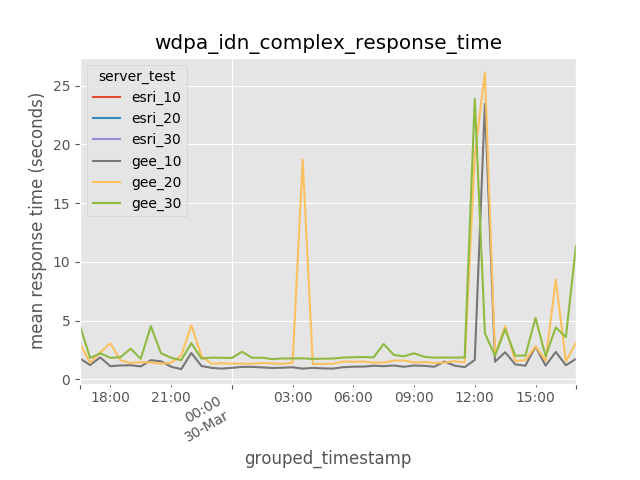 wdpa_idn_complex_response_time
server_test
esri_10
esri_20
esri_30
gee_10
gee_20
gee_30
mean response time (seconds)
25
20
15
10
5
0
18:00
21:00
00:00
30-Mar
03:00
06:00
09:00
12:00
15:00
grouped_timestamp